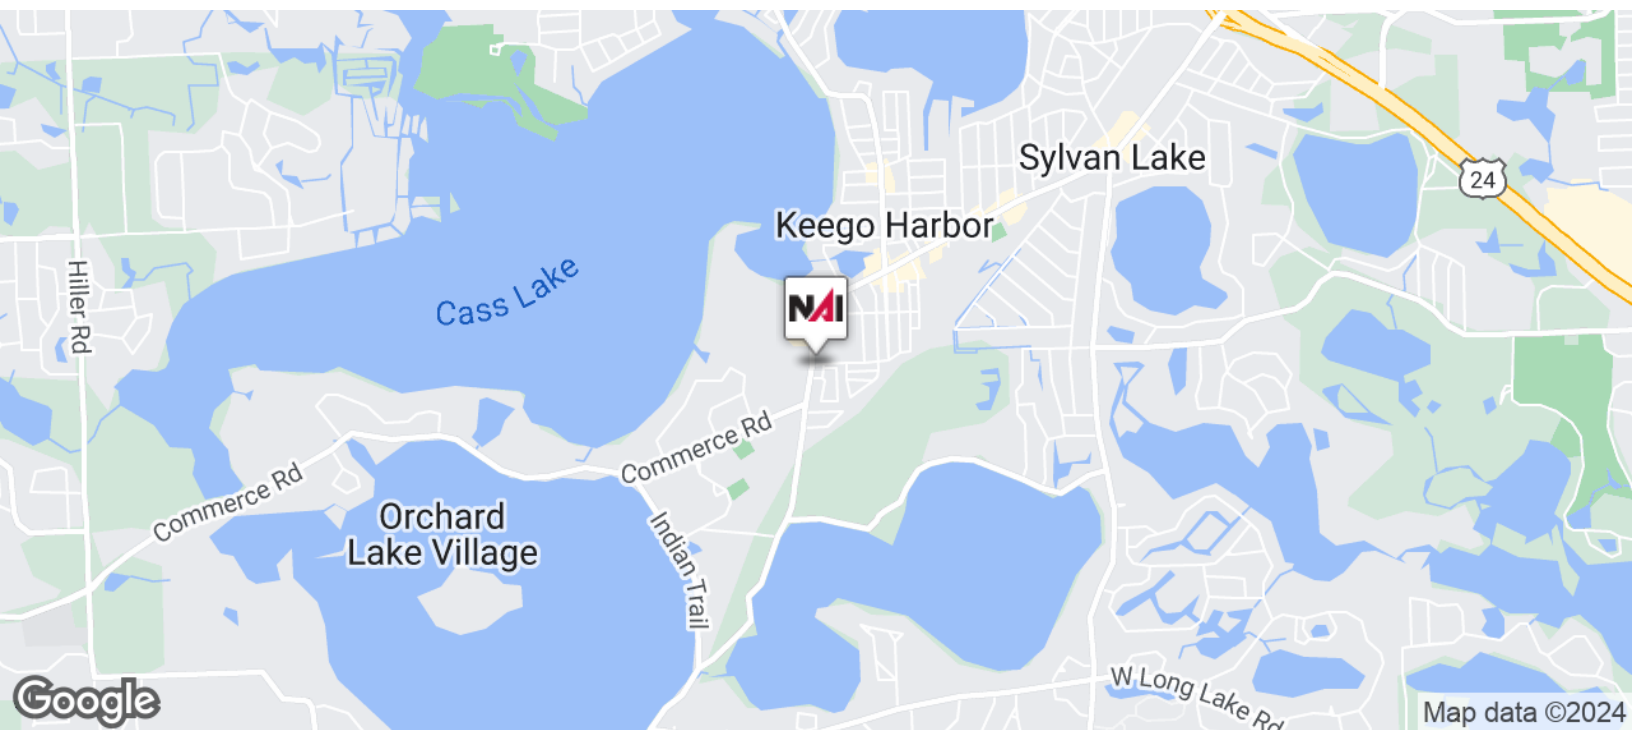 Sylvan Lake
24
Keego Harbor
Hiller Rd
Cass Lake
NAI
Commerce Rd
Commerce Rd
Orchard
Lake Village
Indian Trail
W Long Lake Rd
Google
Map data ©2024